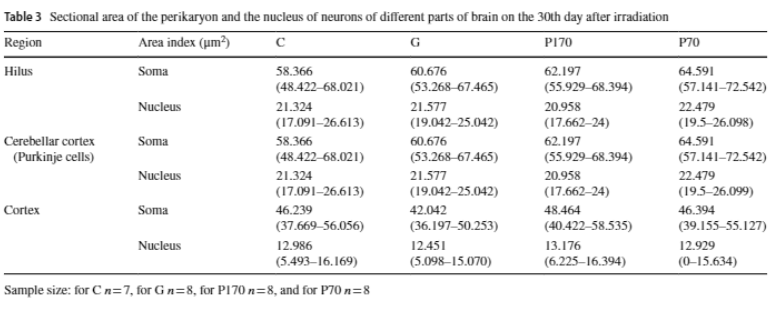 Table 3 Sectional area of the perikaryon and the nucleus of neurons of different parts of brain on the 30th day after irradiation
Region Area index (μm²) C G P170 P70
Hilus Soma 58.366 60.676 62.197 64.591
(48.422–68.021) (53.268–67.465) (55.929–68.394) (57.141–72.542)
Nucleus 21.324 21.577 20.958 22.479
(17.091–26.613) (19.042–25.042) (17.662–24) (19.5–26.098)
Cerebellar cortex Soma 58.366 60.676 62.197 64.591
(Purkinje cells) (48.422–68.021) (53.268–67.465) (55.929–68.394) (57.141–72.542)
Nucleus 21.324 21.577 20.958 22.479
(17.091–26.613) (19.042–25.042) (17.662–24) (19.5–26.099)
Cortex Soma 46.239 42.042 48.464 46.394
(37.669–56.056) (36.197–50.253) (40.422–58.535) (39.155–55.127)
Nucleus 12.986 12.451 13.176 12.929
(5.493–16.169) (5.098–15.070) (6.225–16.394) (0–15.634)
Sample size: for C n=7, for G n=8, for P170 n=8, and for P70 n=8